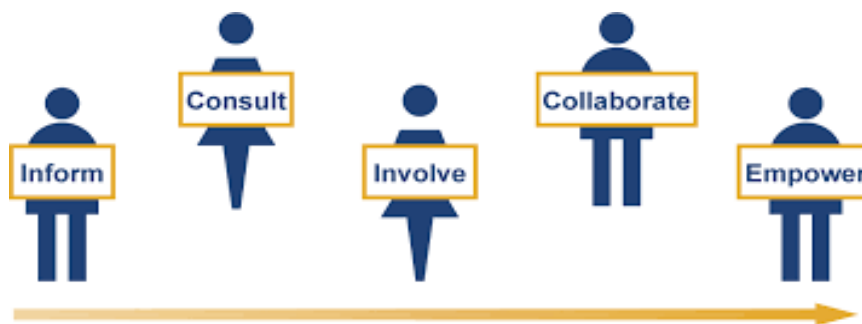 Inform
Consult
Involve
Collaborate
Empower